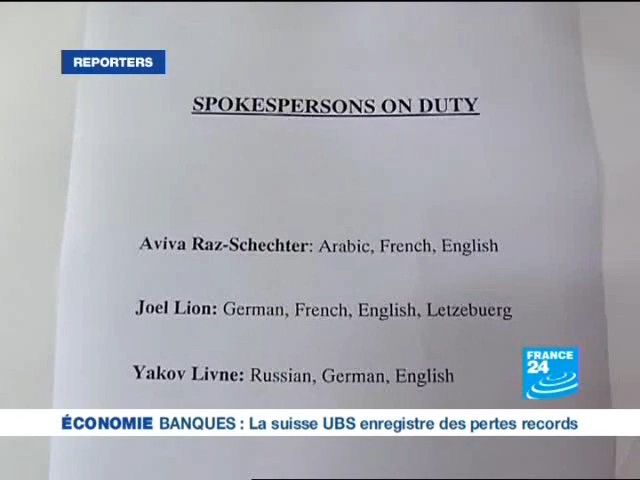 REPORTERS
SPOKESPERSONS ON DUTY
Aviva Raz-Schechter: Arabic, French, English
Joel Lion: German, French, English, Letzebuerg
Yakov Livne: Russian, German, English
FRANCE
24
ÉCONOMIE BANQUES : La suisse UBS enregistre des pertes records